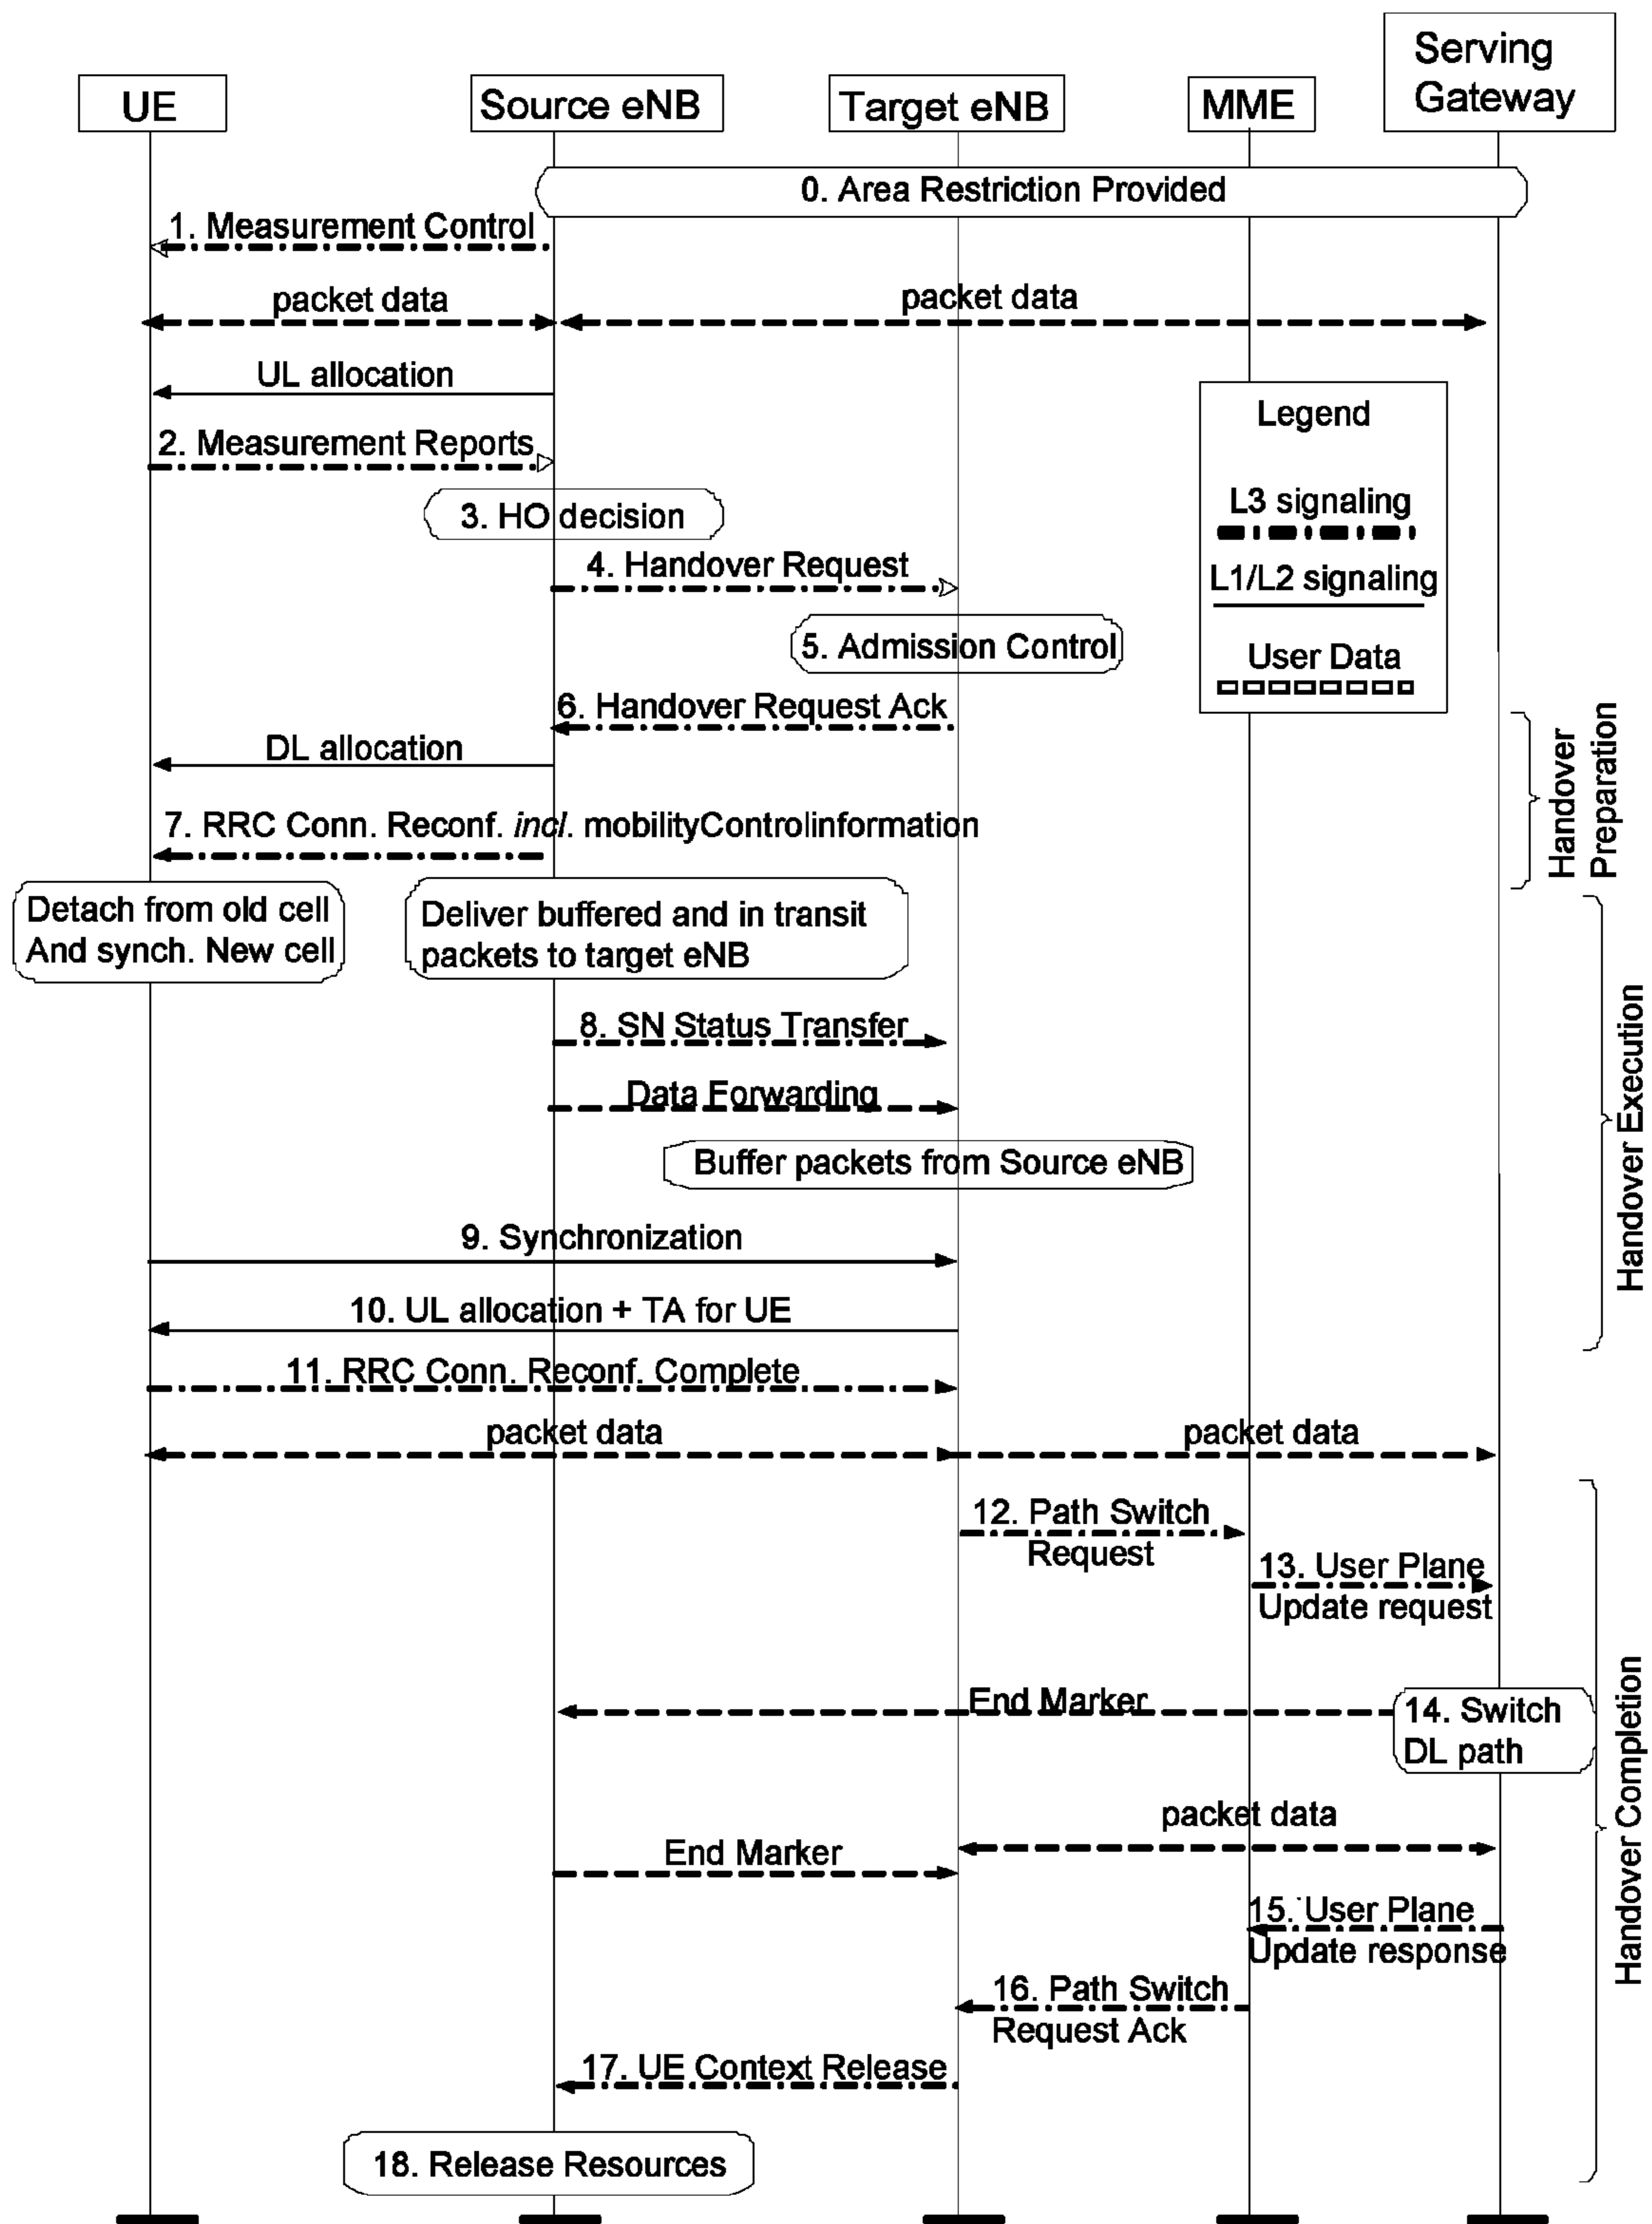 UE
Source eNB
Target eNB
MME
Serving
Gateway
0. Area Restriction Provided
1. Measurement Control
packet data
packet data
UL allocation
2. Measurement Reports
Legend
L3 signaling
L1/L2 signaling
User Data
3. HO decision
4. Handover Request
5. Admission Control
6. Handover Request Ack
DL allocation
7. RRC Conn. Reconf. incl. mobilityControlinformation
Handover
Preparation
Detach from old cell
And synch. New cell
Deliver buffered and in transit
packets to target eNB
8. SN Status Transfer
Data Forwarding
Buffer packets from Source eNB
9. Synchronization
10. UL allocation + TA for UE
Handover Execution
11. RRC Conn. Reconf. Complete
packet data
packet data
12. Path Switch
Request
13. User Plane
Update request
End Marker
14. Switch
DL path
packet data
End Marker
15. User Plane
Update response
16. Path Switch
Request Ack
17. UE Context Release
18. Release Resources
Handover Completion